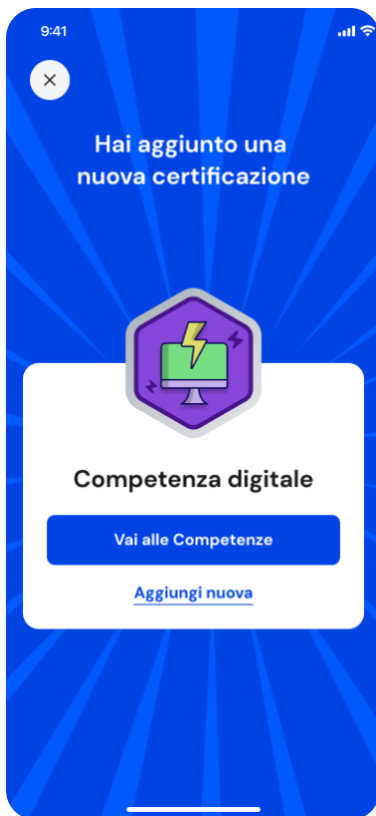 9:41
Hai aggiunto una
nuova certificazione
Competenza digitale
Vai alle Competenze
Aggiungi nuova